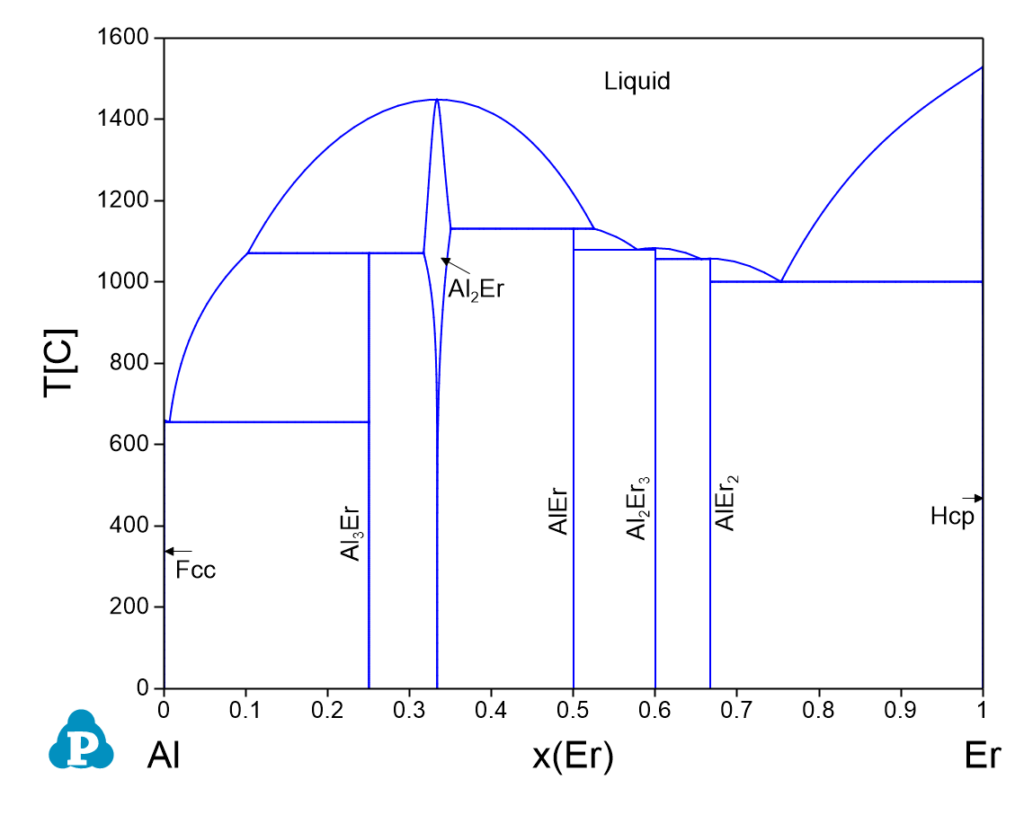 1600
1400
1200
1000
800
600
400
200
0
T[C]
Liquid
Al₂Er
Al₃Er
AlEr
Al₂Er₃
AlEr₂
Fcc
Hcp
0 0.1 0.2 0.3 0.4 0.5 0.6 0.7 0.8 0.9 1
Al x(Er) Er
P